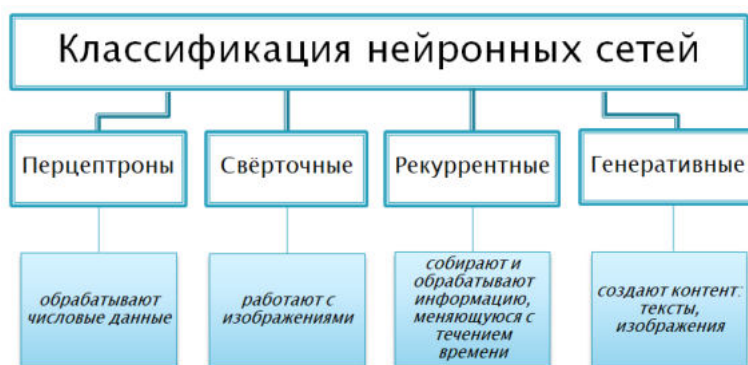 Классификация нейронных сетей
Перцептроны
Свёрточные
Рекуррентные
Генеративные
обрабатывают
числовые данные
работают с
изображениями
собирают и
обрабатывают
информацию,
меняющуюся с
течением
времени
создают контент:
тексты,
изображения